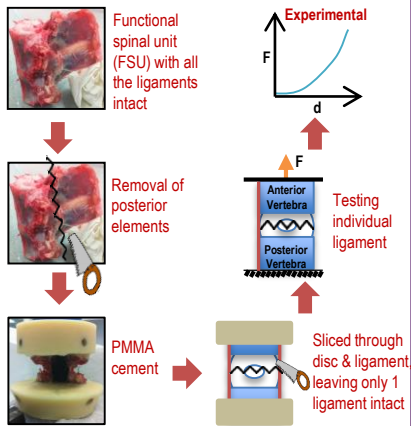 Functional
spinal unit
(FSU) with all
the ligaments
intact
Removal of
posterior
elements
PMMA
cement
Sliced through
disc & ligament,
leaving only 1
ligament intact
F
Anterior
Vertebra
Posterior
Vertebra
Testing
individual
ligament
Experimental
F
d